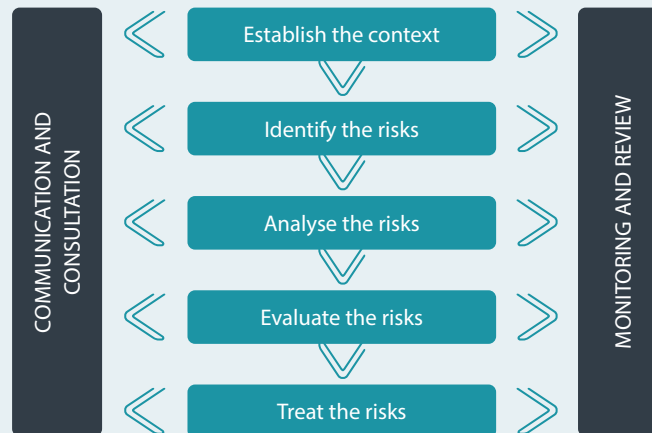 COMMUNICATION AND
CONSULTATION
Establish the context
Identify the risks
Analyse the risks
Evaluate the risks
Treat the risks
MONITORING AND REVIEW